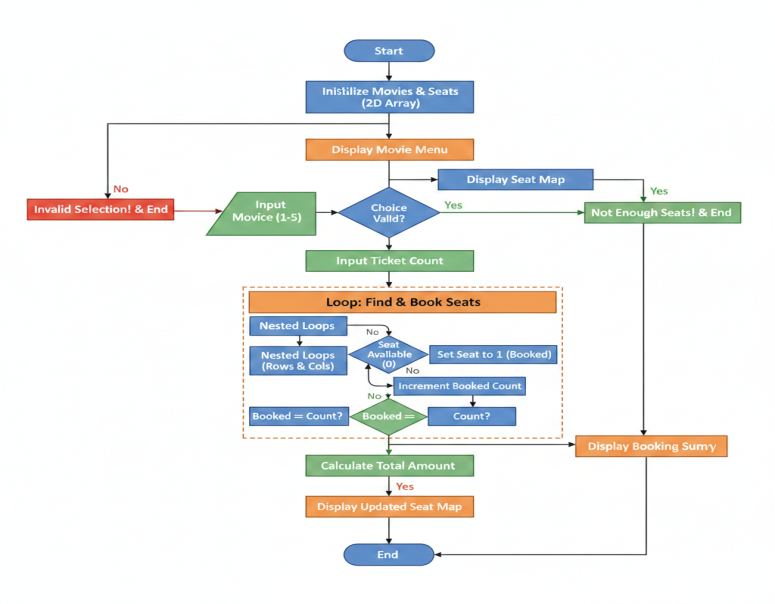 Start
Inistilize Movies & Seats
(2D Array)
Display Movie Menu
Display Seat Map
No
Yes
Invalid Selection! & End
Input
Movice (1-5)
Choice
Valld?
Yes
Not Enough Seats! & End
Input Ticket Count
Loop: Find & Book Seats
Nested Loops
No
Nested Loops
(Rows & Cols)
Seat
Available
(0)
Set Seat to 1 (Booked)
No
Increment Booked Count
No
Booked = Count?
Booked =
Count?
Display Booking Sumry
Calculate Total Amount
Yes
Display Updated Seat Map
End